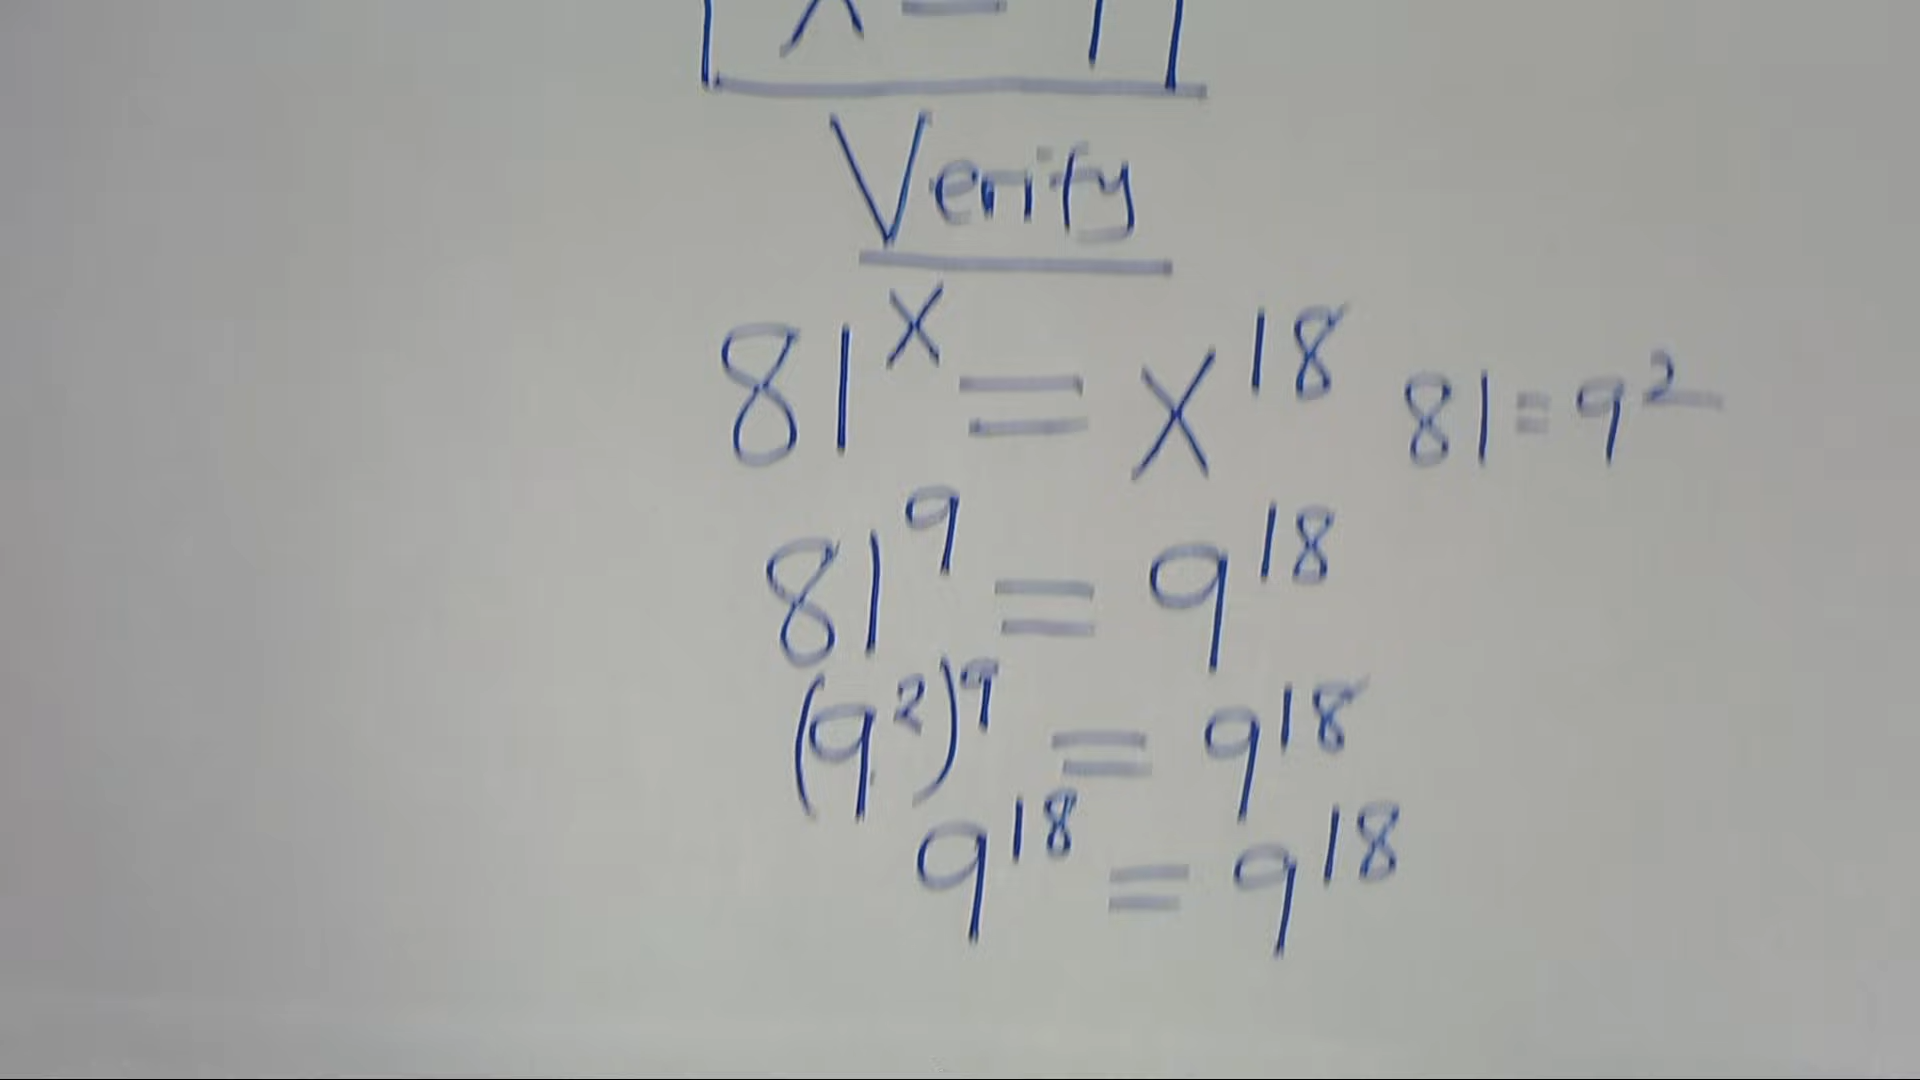 x = 9
Verify
81^x = x^18 81 = 9^2
81^9 = 9^18
(9^2)^9 = 9^18
9^18 = 9^18